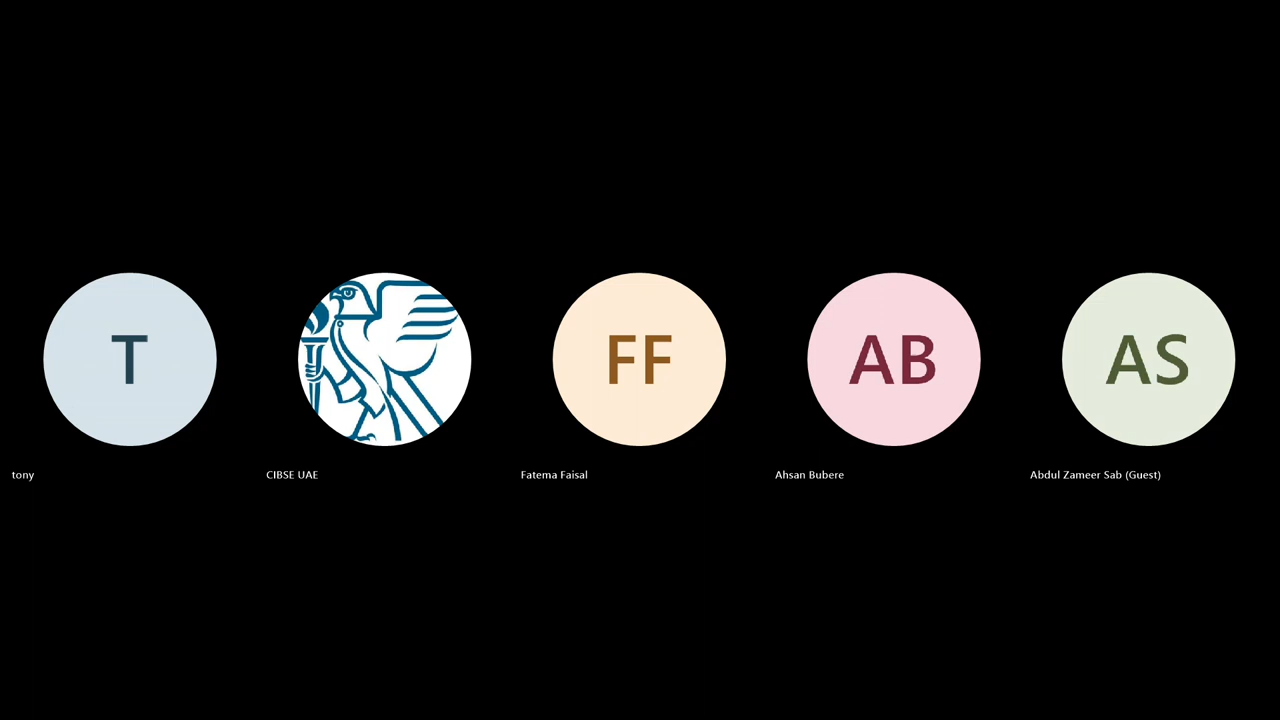 T
FF
AB
AS
tony
CIBSE UAE
Fatema Faisal
Ahsan Bubere
Abdul Zameer Sab (Guest)